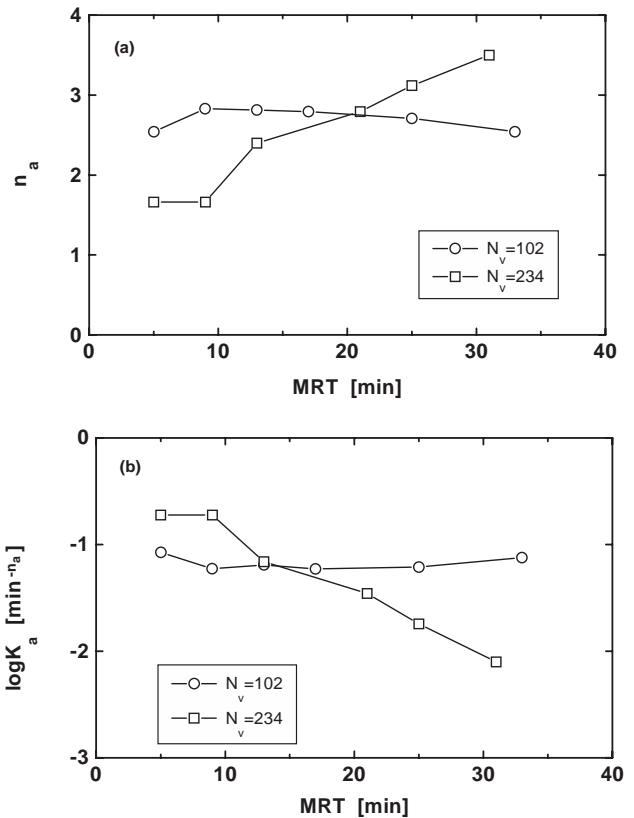 4
(a)
3
n a
2
N v =102
1
N v =234
0
0 10 20 30 40
MRT [min]
-0
(b)
-1
logK a [min -n a ]
-2
N v =102
N v =234
-3
0 10 20 30 40
MRT [min]